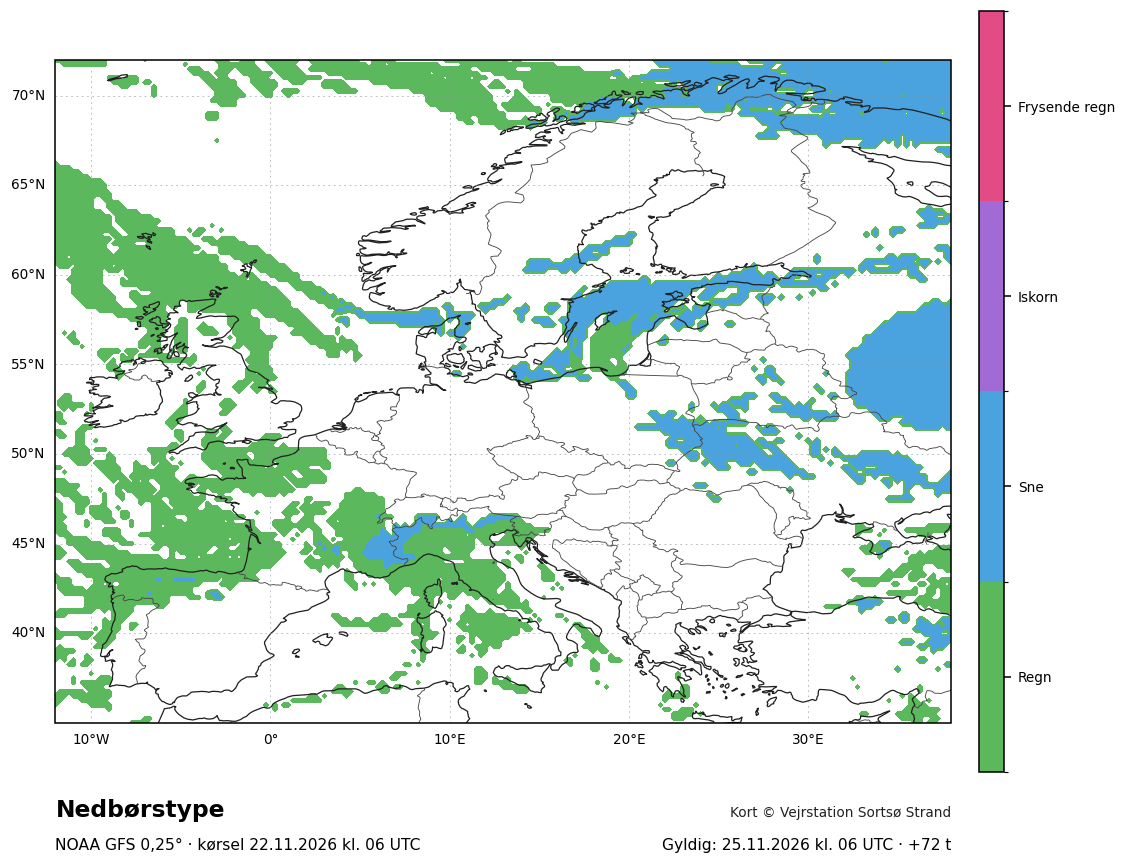 70°N
65°N
60°N
55°N
50°N
45°N
40°N
10°W
0°
10°E
20°E
30°E
Frysende regn
Iskorn
Sne
Regn
Nedbørstype
Kort © Vejrstation Sortsø Strand
NOAA GFS 0,25° · kørsel 22.11.2026 kl. 06 UTC
Gyldig: 25.11.2026 kl. 06 UTC · +72 t